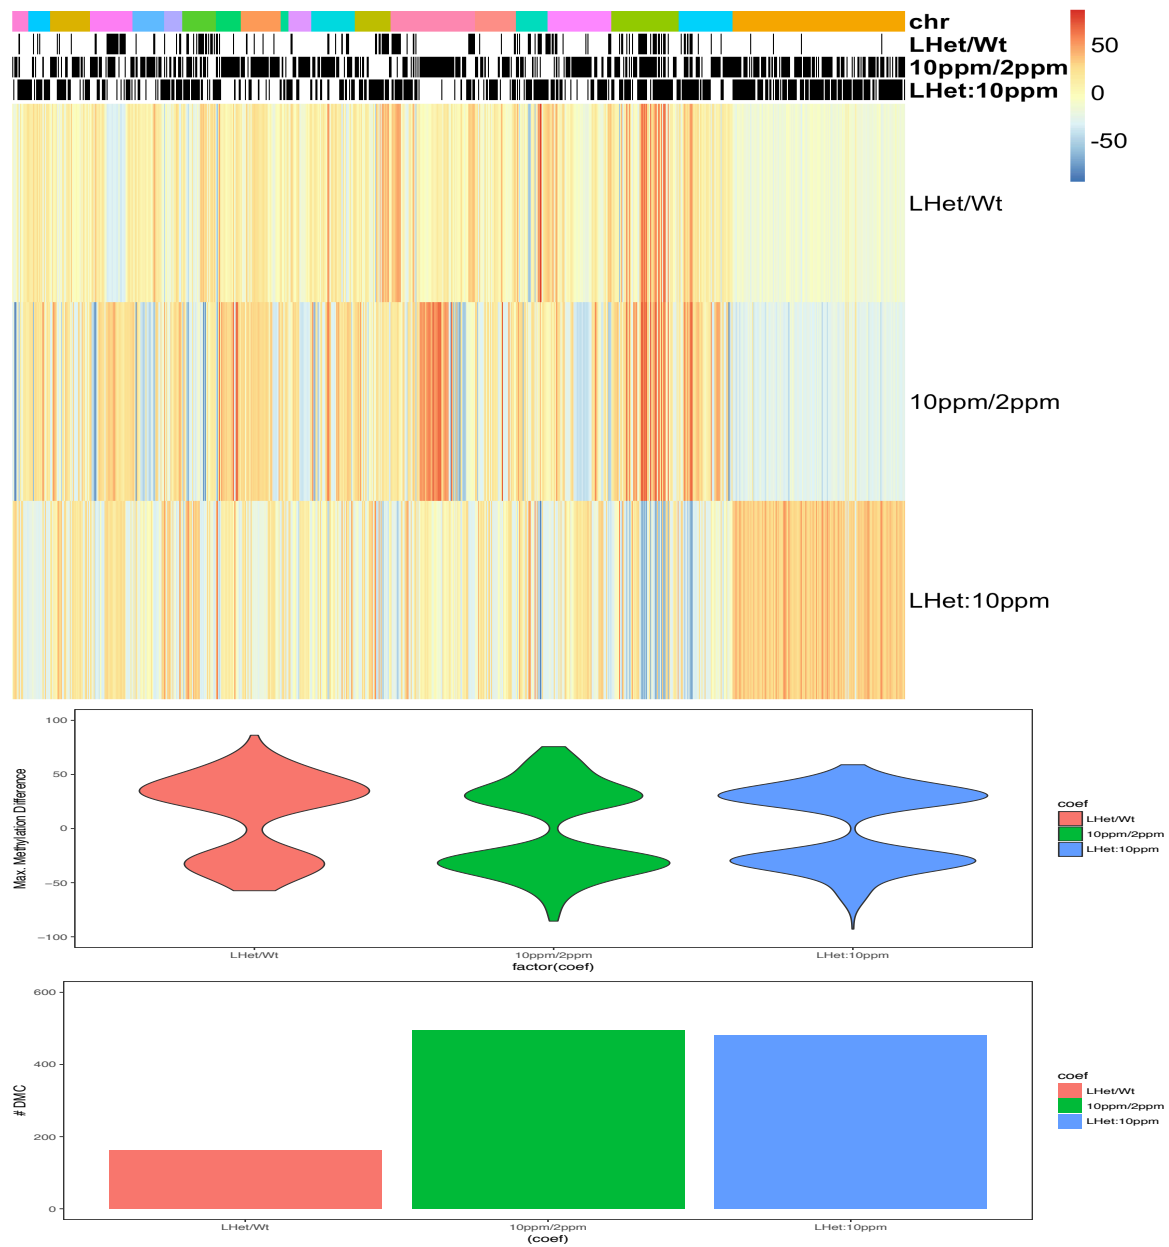 chr
LHet/Wt
10ppm/2ppm
LHet:10ppm
50
0
-50
LHet/Wt
10ppm/2ppm
LHet:10ppm
Max. Methylation Difference
100
50
0
−50
−100
LHet/Wt
10ppm/2ppm
LHet:10ppm
factor(coef)
coef
LHet/Wt
10ppm/2ppm
LHet:10ppm
# DMC
600
400
200
0
LHet/Wt
10ppm/2ppm
LHet:10ppm
(coef)
coef
LHet/Wt
10ppm/2ppm
LHet:10ppm